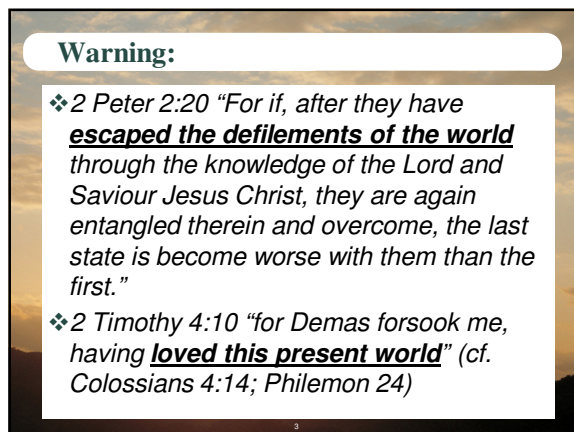 Warning:
❖2 Peter 2:20 “For if, after they have
escaped the defilements of the world
through the knowledge of the Lord and
Saviour Jesus Christ, they are again
entangled therein and overcome, the last
state is become worse with them than the
first.”
❖2 Timothy 4:10 “for Demas forsook me,
having loved this present world” (cf.
Colossians 4:14; Philemon 24)
3